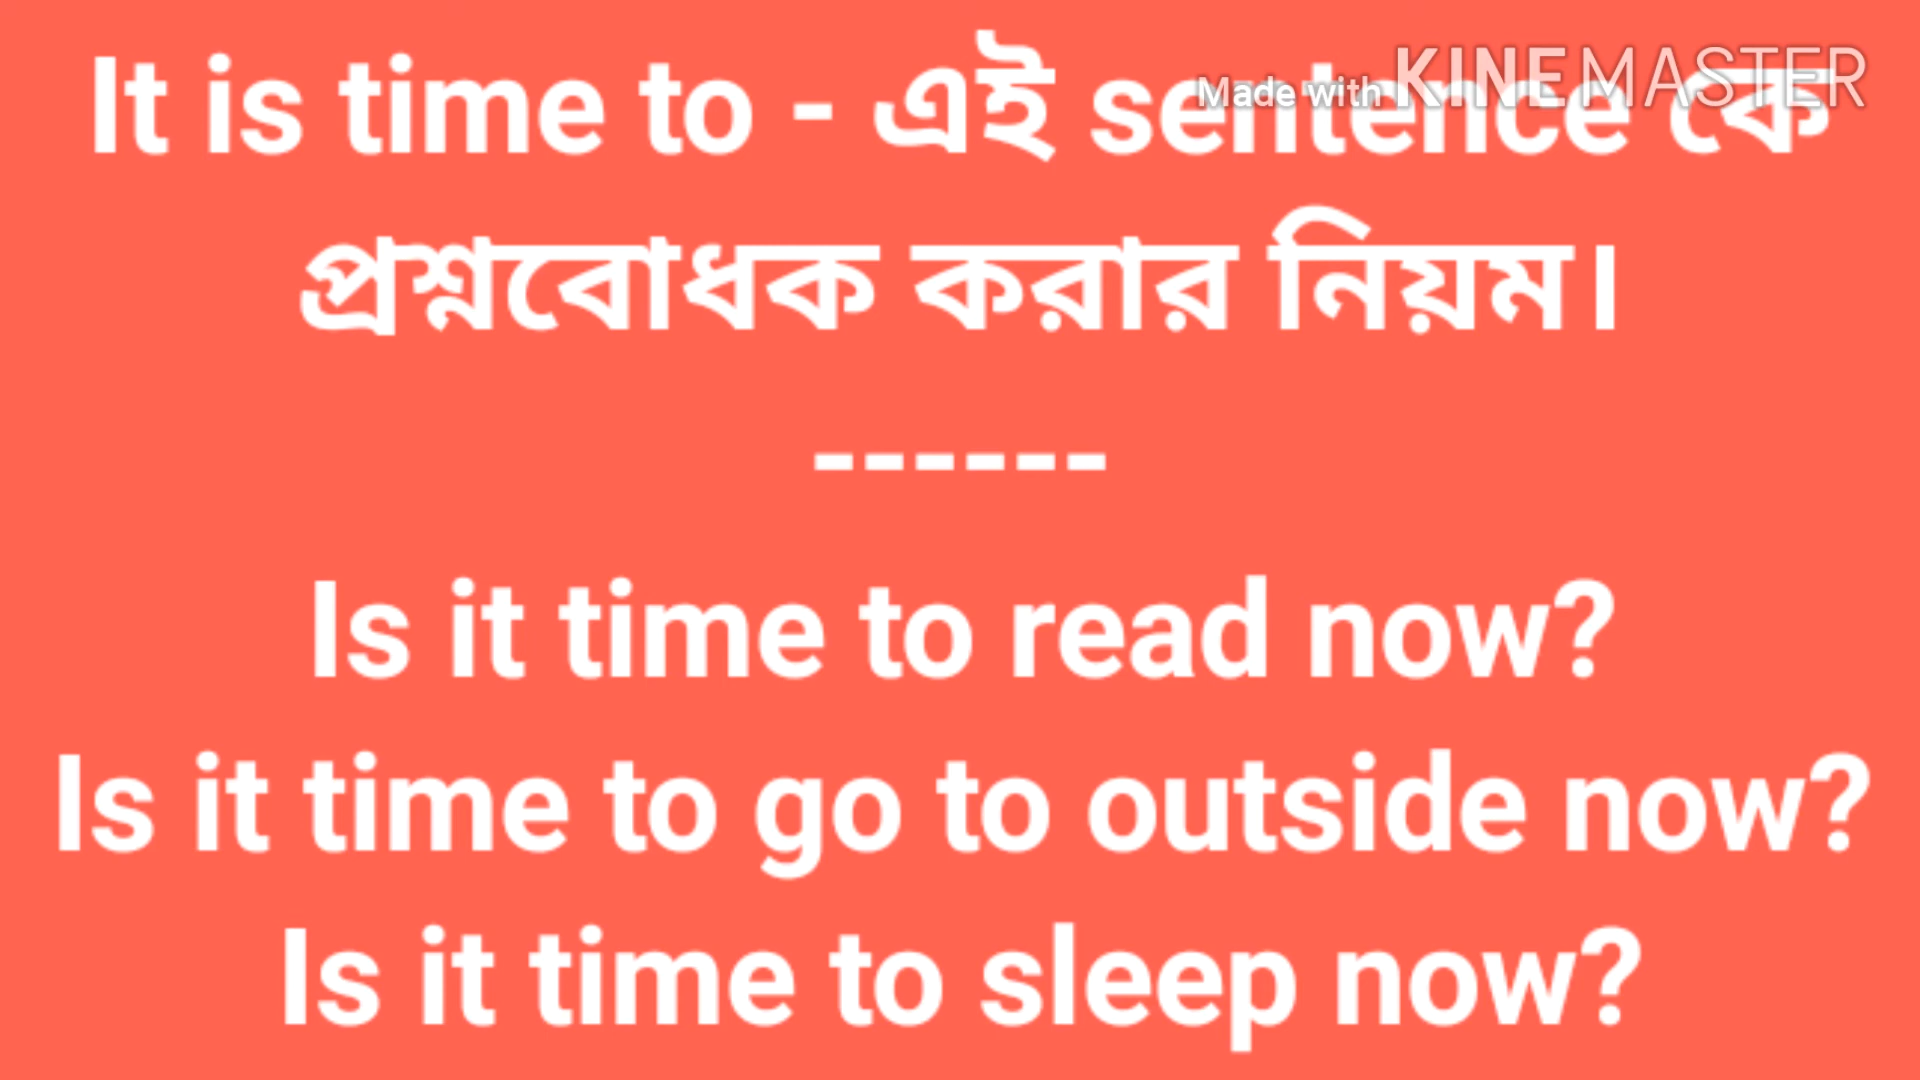 It is time to - এই sentence কে
Made with KINEMASTER
প্রশ্নবোধক করার নিয়ম।
------
Is it time to read now?
Is it time to go to outside now?
Is it time to sleep now?